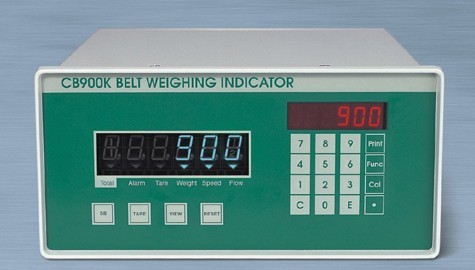 CB900K BELT WEIGHING INDICATOR
900
900
Total Alarm Tare Weight Speed Flow
7 8 9 Print
4 5 6 Func
1 2 3 Ccl
C 0 E •
TARE VIEW RESET